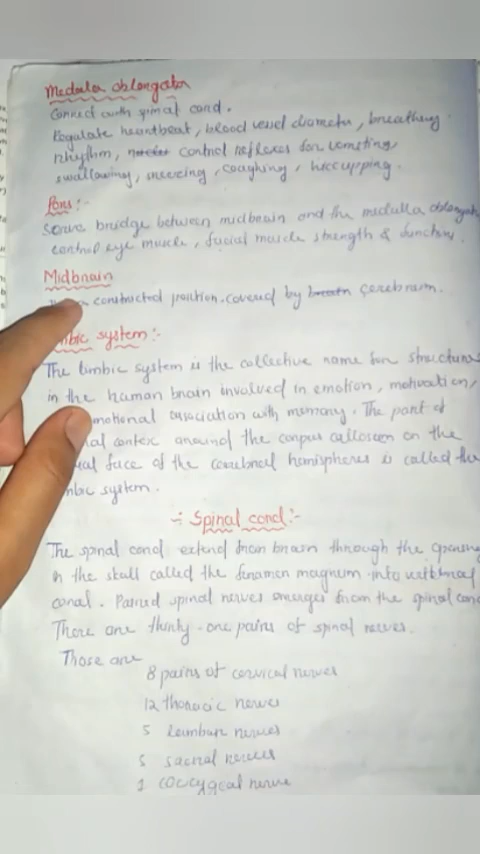 Medulla oblongata
Connect with spinal cord.
Regulate heartbeat, blood vessel diameter, breathing
rhythm, control reflexes for vomiting,
swallowing, sneezing, coughing, hiccupping.
Pons:-
Serve bridge between midbrain and the medulla oblongata
control eye muscle, facial muscle strength & function.
Midbrain
constricted position. covered by cerebrum.
mbic system:-
The limbic system is the collective name for structures
in the human brain involved in emotion, motivation,
motional association with memory. The part of
al cortex around the corpus callosum on the
al face of the cerebral hemispheres is called the
mbic system.
-: Spinal cord:-
The spinal cord extend from brain through the opening
in the skull called the foramen magnum into vertebral
canal. Paired spinal nerves emerges from the spinal cord
There are thirty-one pairs of spinal nerves.
Those are
8 pairs of cervical nerves
12 thoracic nerves
5 lumbar nerves
5 sacral nerves
1 coccygeal nerve